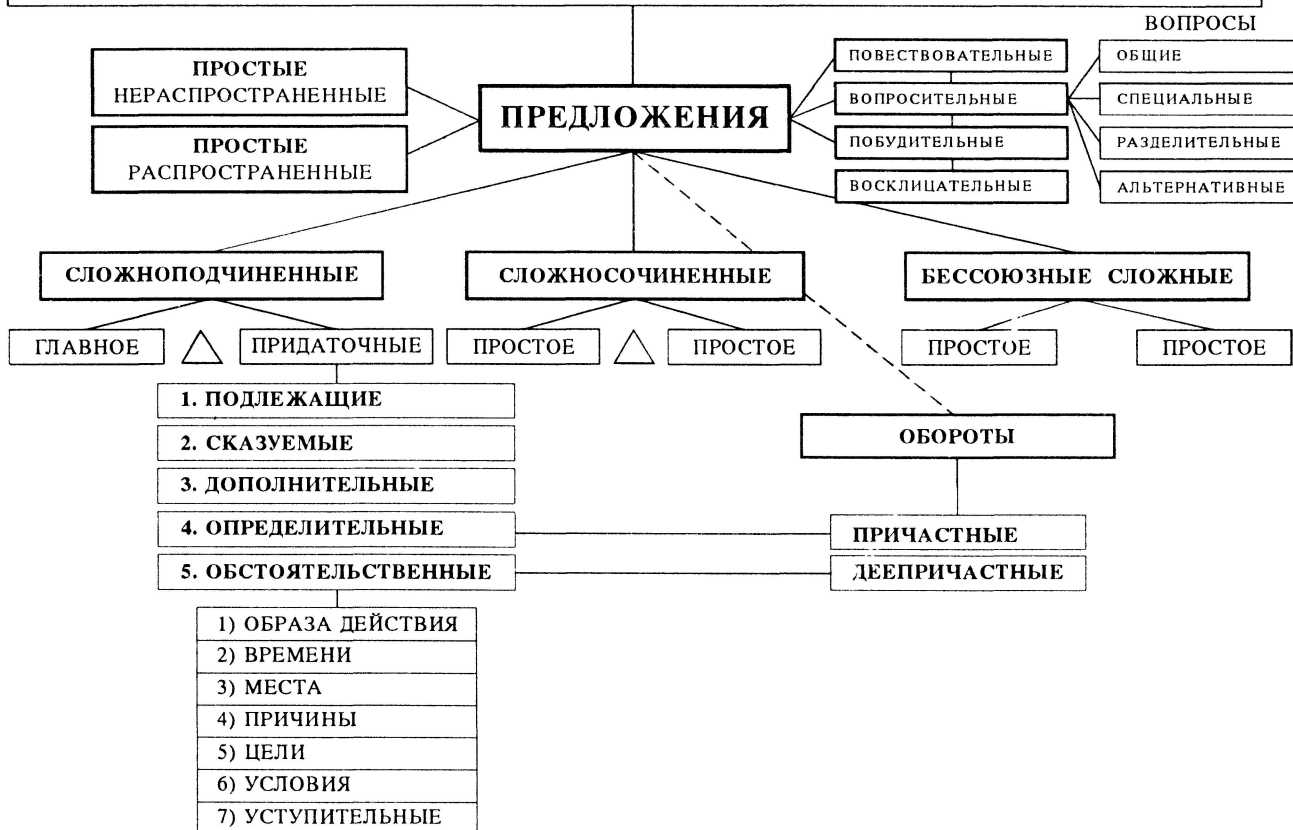 ВОПРОСЫ
ПРОСТЫЕ
НЕРАСПРОСТРАНЕННЫЕ
ПРОСТЫЕ
РАСПРОСТРАНЕННЫЕ
ПРЕДЛОЖЕНИЯ
ПОВЕСТВОВАТЕЛЬНЫЕ
ВОПРОСИТЕЛЬНЫЕ
ПОБУДИТЕЛЬНЫЕ
ВОСКЛИЦАТЕЛЬНЫЕ
ОБЩИЕ
СПЕЦИАЛЬНЫЕ
РАЗДЕЛИТЕЛЬНЫЕ
АЛЬТЕРНАТИВНЫЕ
СЛОЖНОПОДЧИНЕННЫЕ
СЛОЖНОСОЧИНЕННЫЕ
БЕССОЮЗНЫЕ СЛОЖНЫЕ
ГЛАВНОЕ
ПРИДАТОЧНЫЕ
ПРОСТОЕ
ПРОСТОЕ
ПРОСТОЕ
ПРОСТОЕ
1. ПОДЛЕЖАЩИЕ
2. СКАЗУЕМЫЕ
3. ДОПОЛНИТЕЛЬНЫЕ
4. ОПРЕДЕЛИТЕЛЬНЫЕ
5. ОБСТОЯТЕЛЬСТВЕННЫЕ
ОБОРОТЫ
ПРИЧАСТНЫЕ
ДЕЕПРИЧАСТНЫЕ
1) ОБРАЗА ДЕЙСТВИЯ
2) ВРЕМЕНИ
3) МЕСТА
4) ПРИЧИНЫ
5) ЦЕЛИ
6) УСЛОВИЯ
7) УСТУПИТЕЛЬНЫЕ